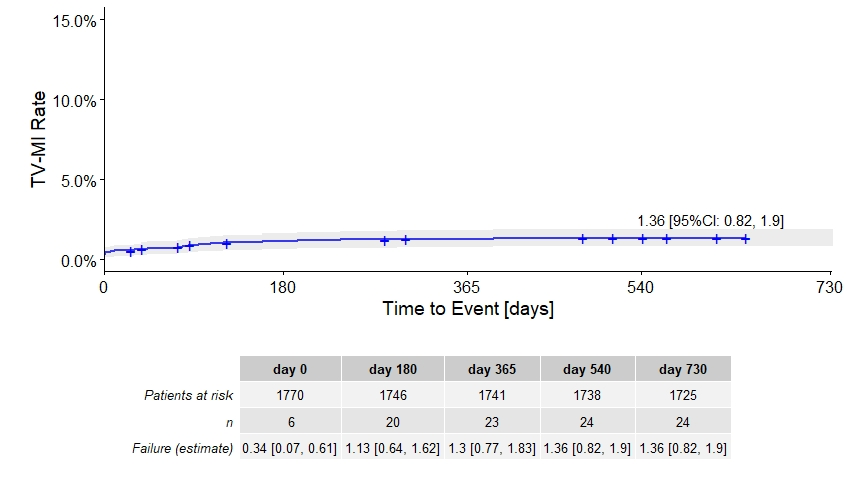 15.0%
10.0%
5.0%
0.0%
TV-MI Rate
1.36 [95%CI: 0.82, 1.9]
0 180 365 540 730
Time to Event [days]
day 0 day 180 day 365 day 540 day 730
Patients at risk 1770 1746 1741 1738 1725
n 6 20 23 24 24
Failure (estimate) 0.34 [0.07, 0.61] 1.13 [0.64, 1.62] 1.3 [0.77, 1.83] 1.36 [0.82, 1.9] 1.36 [0.82, 1.9]